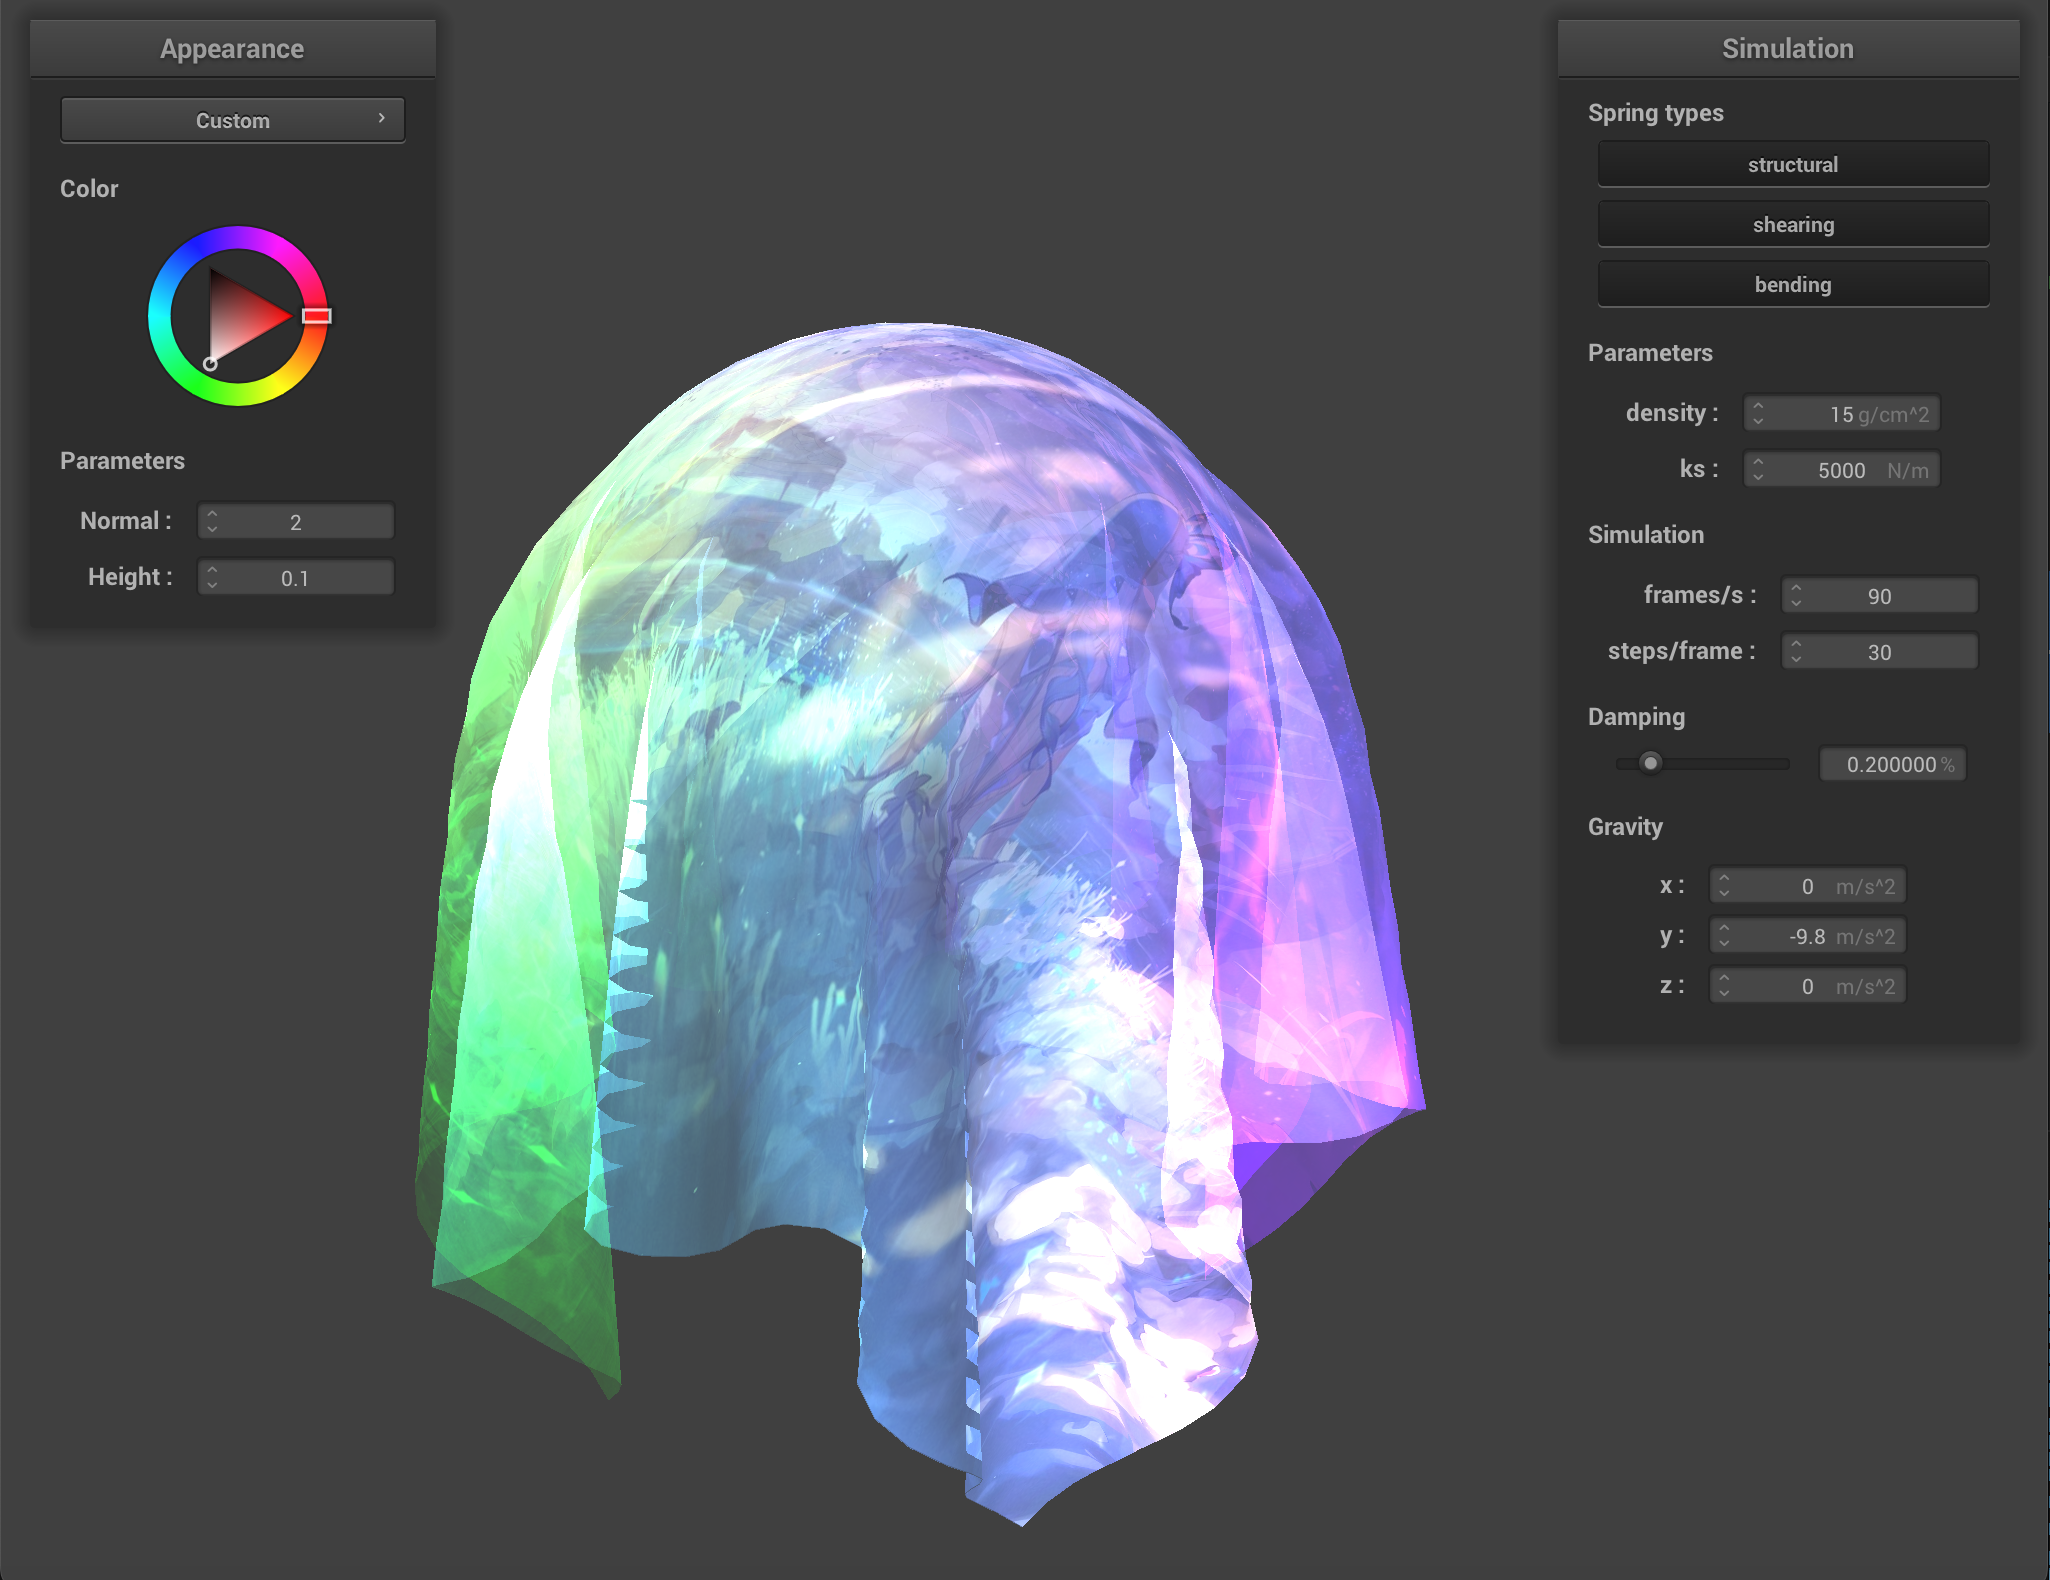 Appearance
Custom ›
Color
Parameters
Normal : 2
Height : 0.1
Simulation
Spring types
structural
shearing
bending
Parameters
density : 15 g/cm^2
ks : 5000 N/m
Simulation
frames/s : 90
steps/frame : 30
Damping
0.200000 %
Gravity
x : 0 m/s^2
y : -9.8 m/s^2
z : 0 m/s^2